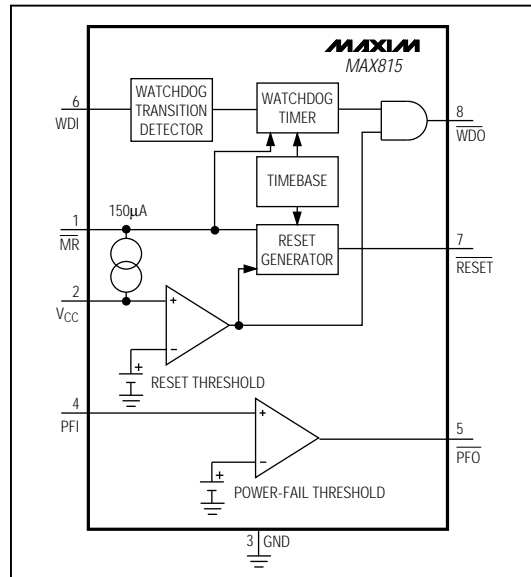 MAXIM
MAX815
6
WDI
WATCHDOG
TRANSITION
DETECTOR
WATCHDOG
TIMER
8
WDO
TIMEBASE
1
MR
150μA
RESET
GENERATOR
7
RESET
2
VCC
+
−
+
RESET THRESHOLD
4
PFI
+
−
5
PFO
+
POWER-FAIL THRESHOLD
3 GND